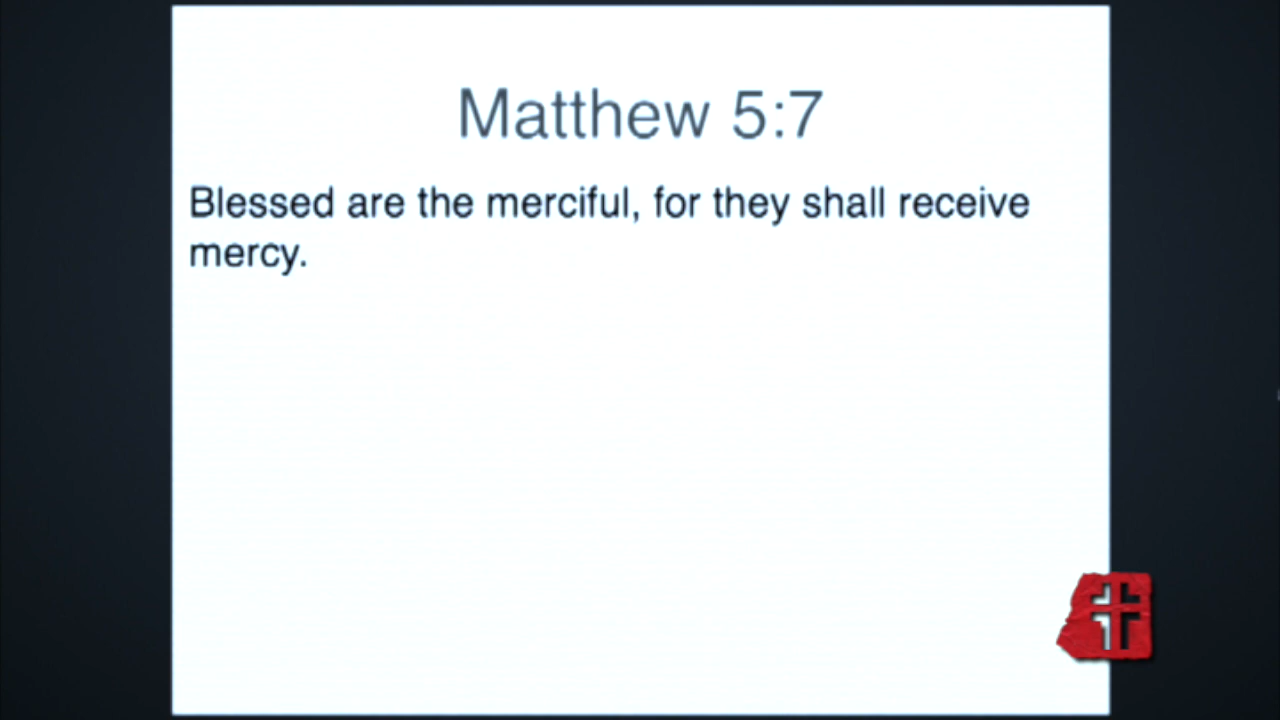 Matthew 5:7
Blessed are the merciful, for they shall receive
mercy.